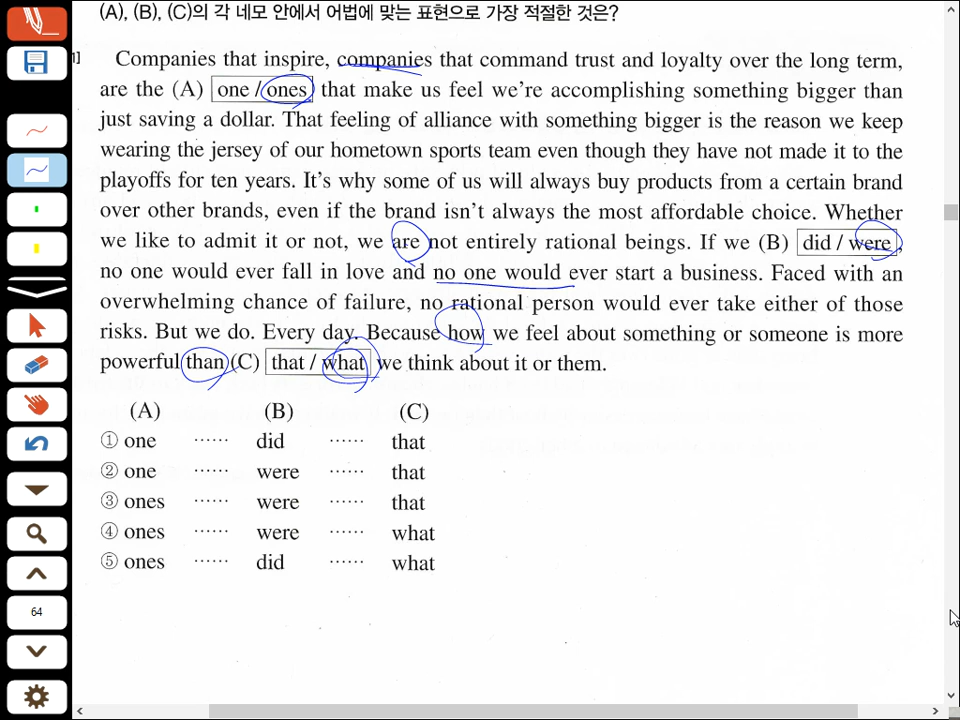 (A), (B), (C)의 각 네모 안에서 어법에 맞는 표현으로 가장 적절한 것은?
Companies that inspire, companies that command trust and loyalty over the long term,
are the (A) one / ones that make us feel we're accomplishing something bigger than
just saving a dollar. That feeling of alliance with something bigger is the reason we keep
wearing the jersey of our hometown sports team even though they have not made it to the
playoffs for ten years. It's why some of us will always buy products from a certain brand
over other brands, even if the brand isn't always the most affordable choice. Whether
we like to admit it or not, we are not entirely rational beings. If we (B) did / were,
no one would ever fall in love and no one would ever start a business. Faced with an
overwhelming chance of failure, no rational person would ever take either of those
risks. But we do. Every day. Because how we feel about something or someone is more
powerful than (C) that / what we think about it or them.
(A) (B) (C)
① one ······ did ······ that
② one ······ were ······ that
③ ones ······ were ······ that
④ ones ······ were ······ what
⑤ ones ······ did ······ what
64